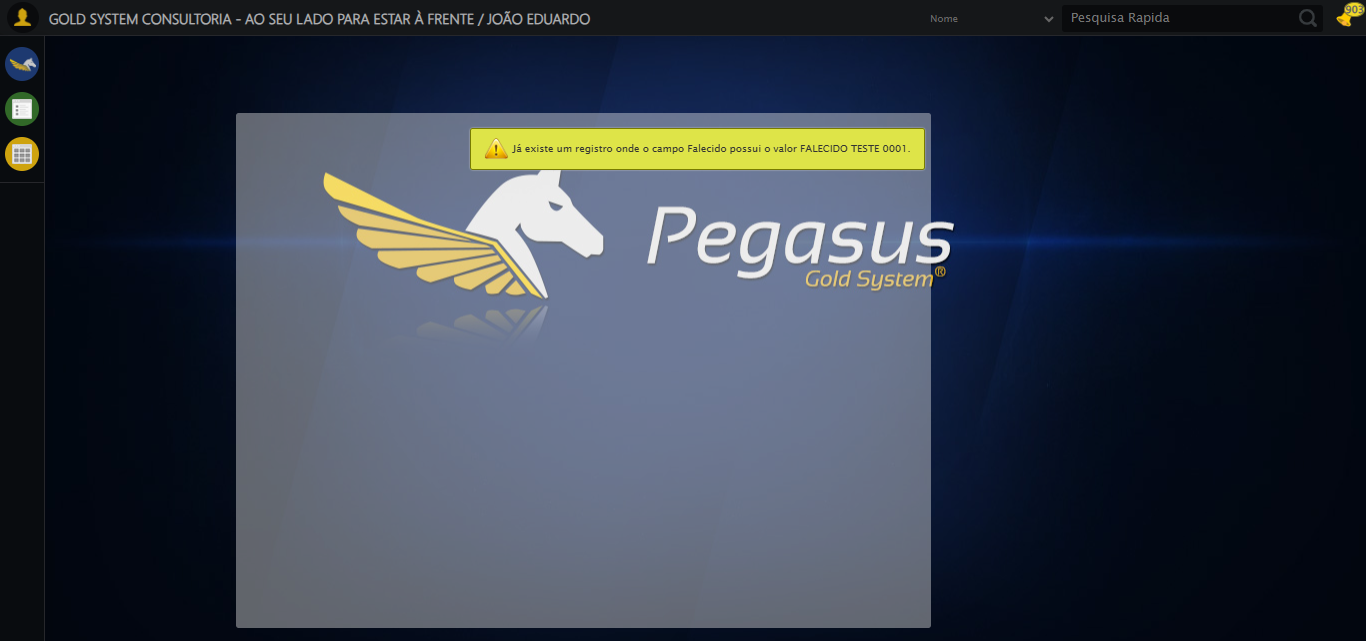 GOLD SYSTEM CONSULTORIA - AO SEU LADO PARA ESTAR À FRENTE / JOÃO EDUARDO
Nome
Pesquisa Rapida
903
Já existe um registro onde o campo Falecido possui o valor FALECIDO TESTE 0001.
Pegasus
Gold System®